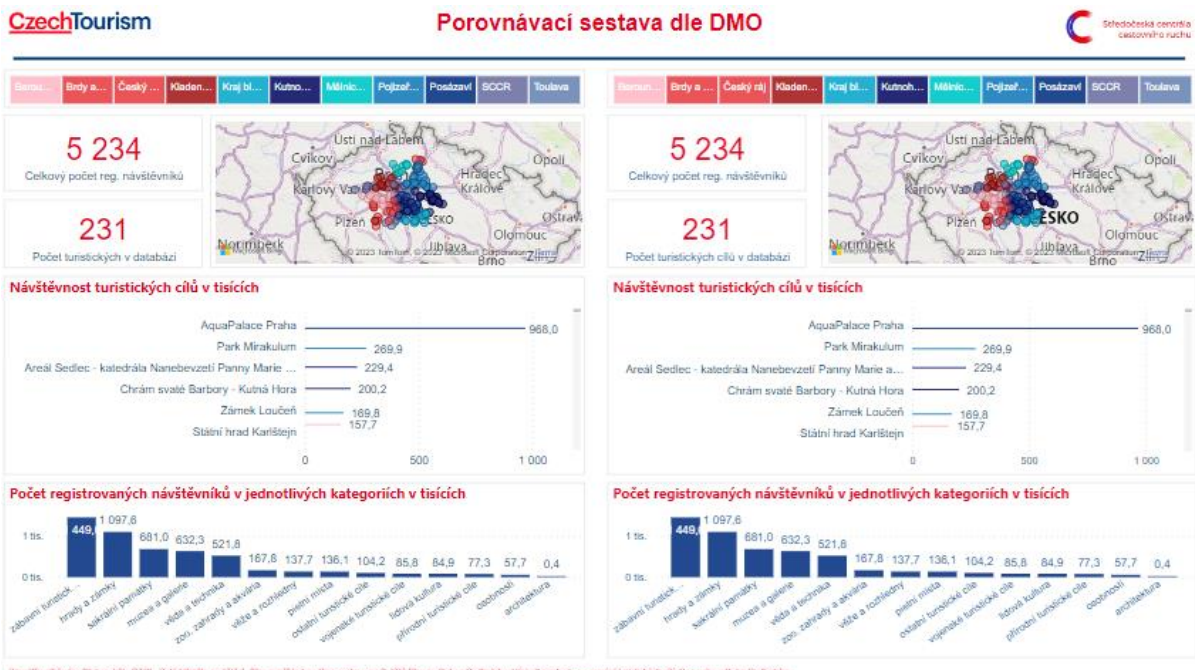 CzechTourism
Porovnávací sestava dle DMO
Středočeská centrála
cestovního ruchu
Brdy a... Český ... Kladen... Kraj bl... Kutno... Mělnic... Pojizeř... Posázaví SCCR Toulava
Beroun... Brdy a ... Český ráj Kladen... Kraj bl... Kutnoh... Mělnic... Pojizeř... Posázaví SCCR Toulava
5 234
Celkový počet reg. návštěvníků
231
Počet turistických v databázi
Ústí nad Labem
Cvikov
Opolí
Karlovy Va
Hradec
Králové
Plzeň
ESKO
Ostrava
Olomouc
Norimberk
Jihlava
Brno
5 234
Celkový počet reg. návštěvníků
231
Počet turistických cílů v databázi
Ústí nad Labem
Cvikov
Opoli
Karlovy Va
Hradec
Králové
Plzeň
ESKO
Ostrav
Olomouc
Norimberk
Jihlava
Brno
Návštěvnost turistických cílů v tisících
AquaPalace Praha 968,0
Park Mirakulum 269,9
Areál Sedlec - katedrála Nanebevzetí Panny Marie ... 229,4
Chrám svaté Barbory - Kutná Hora 200,2
Zámek Loučeň 169,8
Státní hrad Karlštejn 157,7
0 500 1 000
Návštěvnost turistických cílů v tisících
AquaPalace Praha 968,0
Park Mirakulum 269,9
Areál Sedlec - katedrála Nanebevzetí Panny Marie a... 229,4
Chrám svaté Barbory - Kutná Hora 200,2
Zámek Loučeň 169,8
Státní hrad Karlštejn 157,7
0 500 1 000
Počet registrovaných návštěvníků v jednotlivých kategoriích v tisících
1 tis.
0 tis.
449, 1 097,6 681,0 632,3 521,8 167,8 137,7 136,1 104,2 85,8 84,9 77,3 57,7 0,4
zábavní turistick...
hrady a zámky
sakrální památky
muzea a galerie
věda a technika
zoo, zahrady a akvária
věže a rozhledny
pietní místa
ostatní turistické cíle
vojenské turistické cíle
lidová kultura
přírodní turistické cíle
osobnosti
architektura
Počet registrovaných návštěvníků v jednotlivých kategoriích v tisících
1 tis.
0 tis.
449, 1 097,6 681,0 632,3 521,8 167,8 137,7 136,1 104,2 85,8 84,9 77,3 57,7 0,4
zábavní turistick...
hrady a zámky
sakrální památky
muzea a galerie
věda a technika
zoo, zahrady a akvária
věže a rozhledny
pietní místa
ostatní turistické cíle
vojenské turistické cíle
lidová kultura
přírodní turistické cíle
osobnosti
architektura